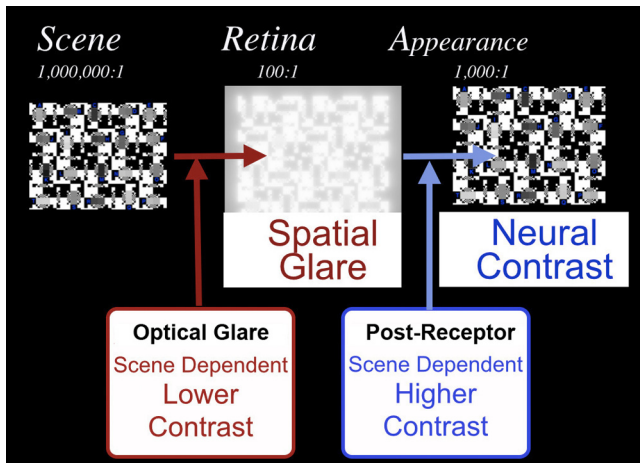 Scene
1,000,000:1
Retina
100:1
Appearance
1,000:1
Spatial
Glare
Neural
Contrast
Optical Glare
Scene Dependent
Lower
Contrast
Post-Receptor
Scene Dependent
Higher
Contrast